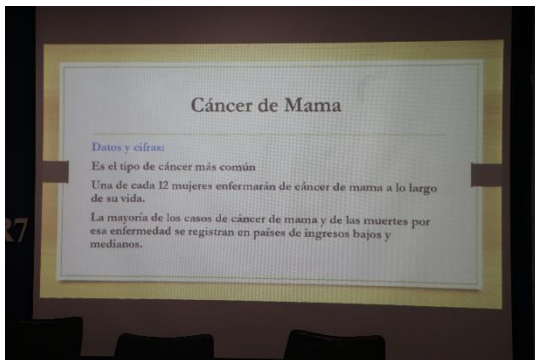 Cáncer de Mama
Datos y cifras:
Es el tipo de cáncer más común
Una de cada 12 mujeres enfermarán de cáncer de mama a lo largo
de su vida.
La mayoría de los casos de cáncer de mama y de las muertes por
esa enfermedad se registran en países de ingresos bajos y
medianos.
R7